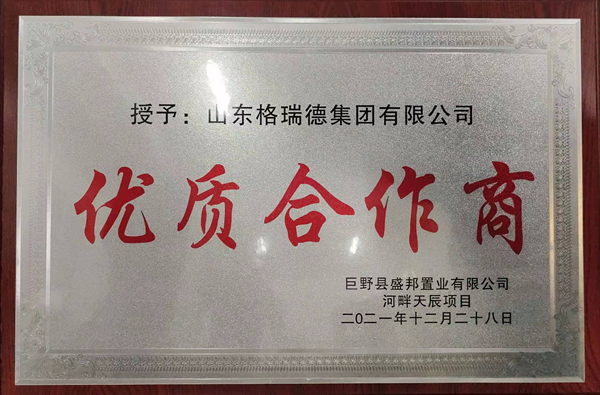 授予：山东格瑞德集团有限公司
优质合作商
巨野县盛邦置业有限公司
河畔天辰项目
二〇二一年十二月二十八日